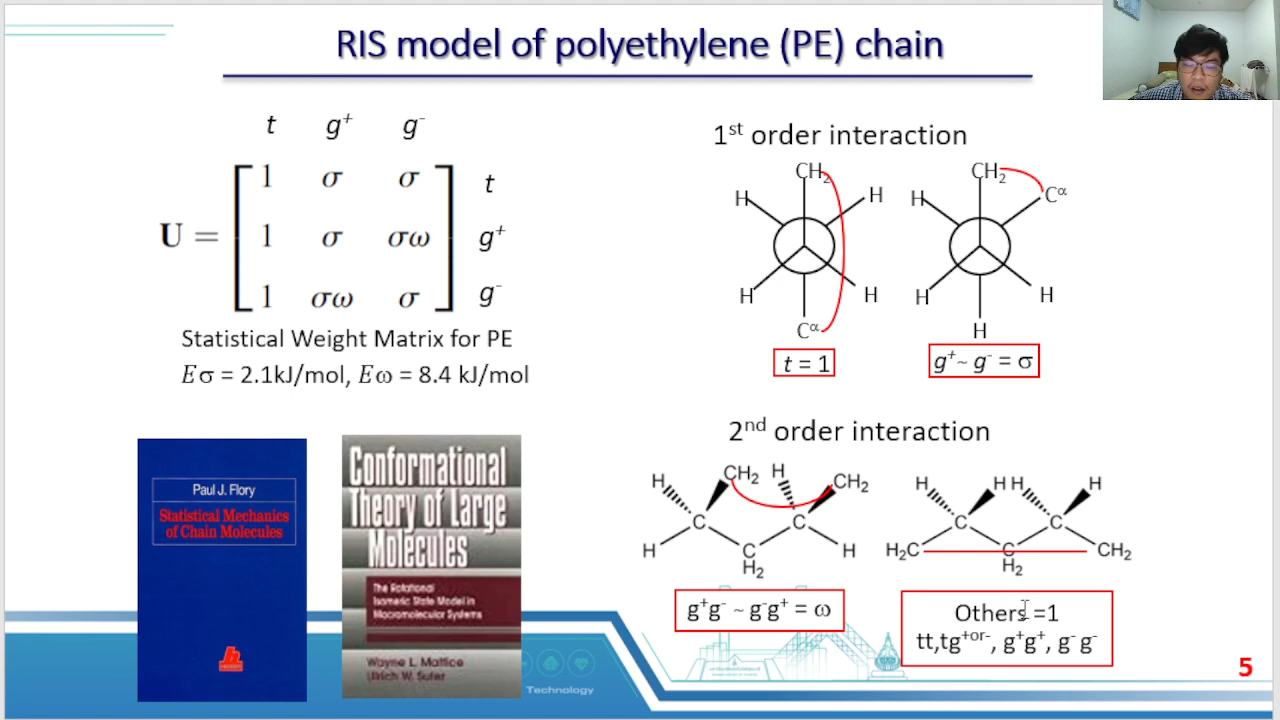 RIS model of polyethylene (PE) chain
t g⁺ g⁻
U = [ 1 σ σ ] t
[ 1 σ σω ] g⁺
[ 1 σω σ ] g⁻
Statistical Weight Matrix for PE
Eσ = 2.1kJ/mol, Eω = 8.4 kJ/mol
Paul J. Flory
Statistical Mechanics
of Chain Molecules
Conformational
Theory of Large
Molecules
The Rotational
Isomeric State Model in
Macromolecular Systems
Wayne L. Mattice
Ulrich W. Suter
Technology
1ˢᵗ order interaction
CH₂
H H
H H
Cᵅ
t = 1
CH₂
H Cᵅ
H H
H
g⁺~ g⁻ = σ
2ⁿᵈ order interaction
H CH₂ H CH₂
C C
H C H
H₂
g⁺g⁻ ~ g⁻g⁺ = ω
H H H H
C C
H₂C C CH₂
H₂
Others =1
tt,tg⁺ᵒʳ⁻, g⁺g⁺, g⁻ g⁻
5